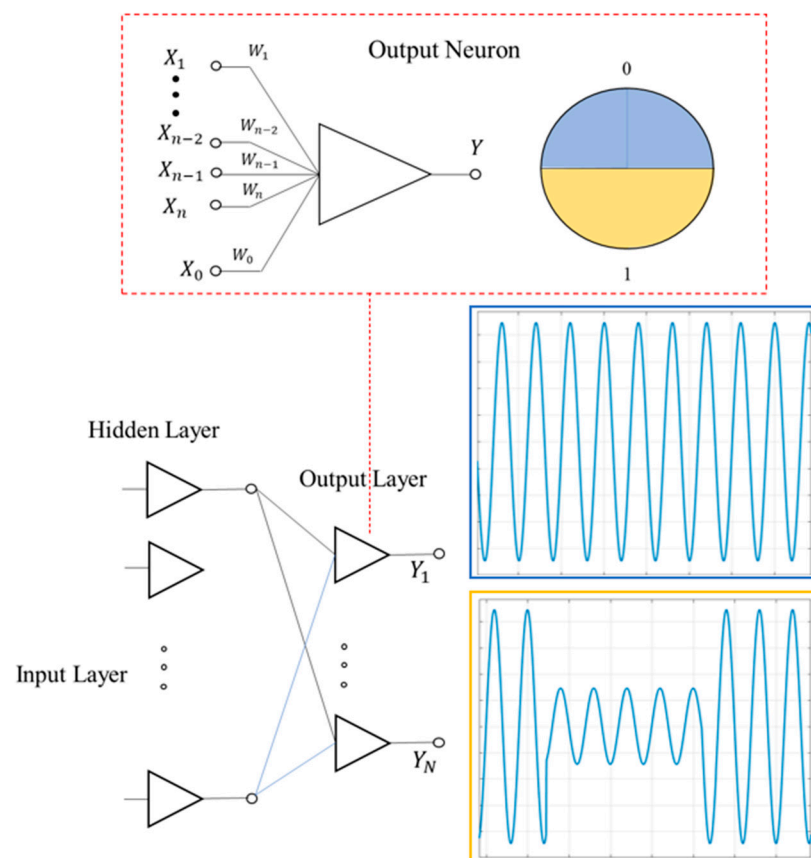 Output Neuron
0
X₁
W₁
Xₙ₋₂
Wₙ₋₂
Xₙ₋₁
Wₙ₋₁
Xₙ
Wₙ
X₀
W₀
Y
1
Hidden Layer
Output Layer
Y₁
Input Layer
Y_N